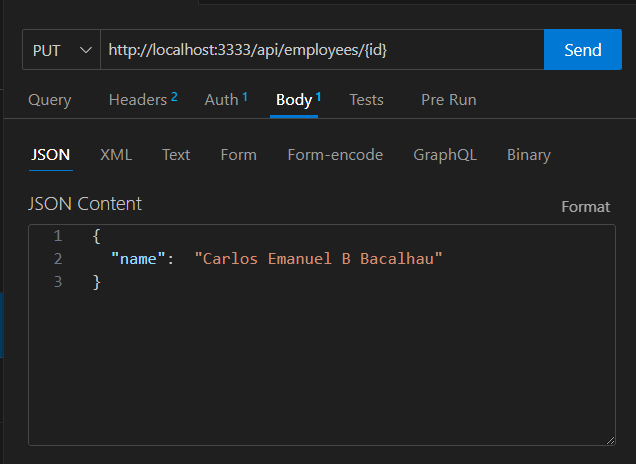 PUT http://localhost:3333/api/employees/{id} Send
Query Headers 2 Auth 1 Body 1 Tests Pre Run
JSON XML Text Form Form-encode GraphQL Binary
JSON Content Format
1 {
2 "name": "Carlos Emanuel B Bacalhau"
3 }